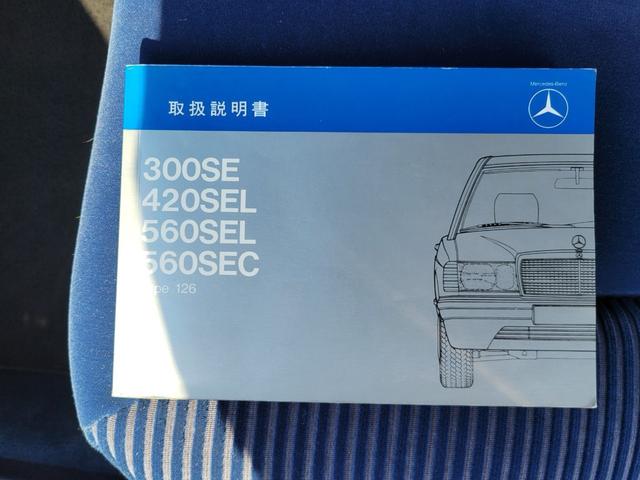 Mercedes-Benz
取扱説明書
300SE
420SEL
560SEL
560SEC
Type 126